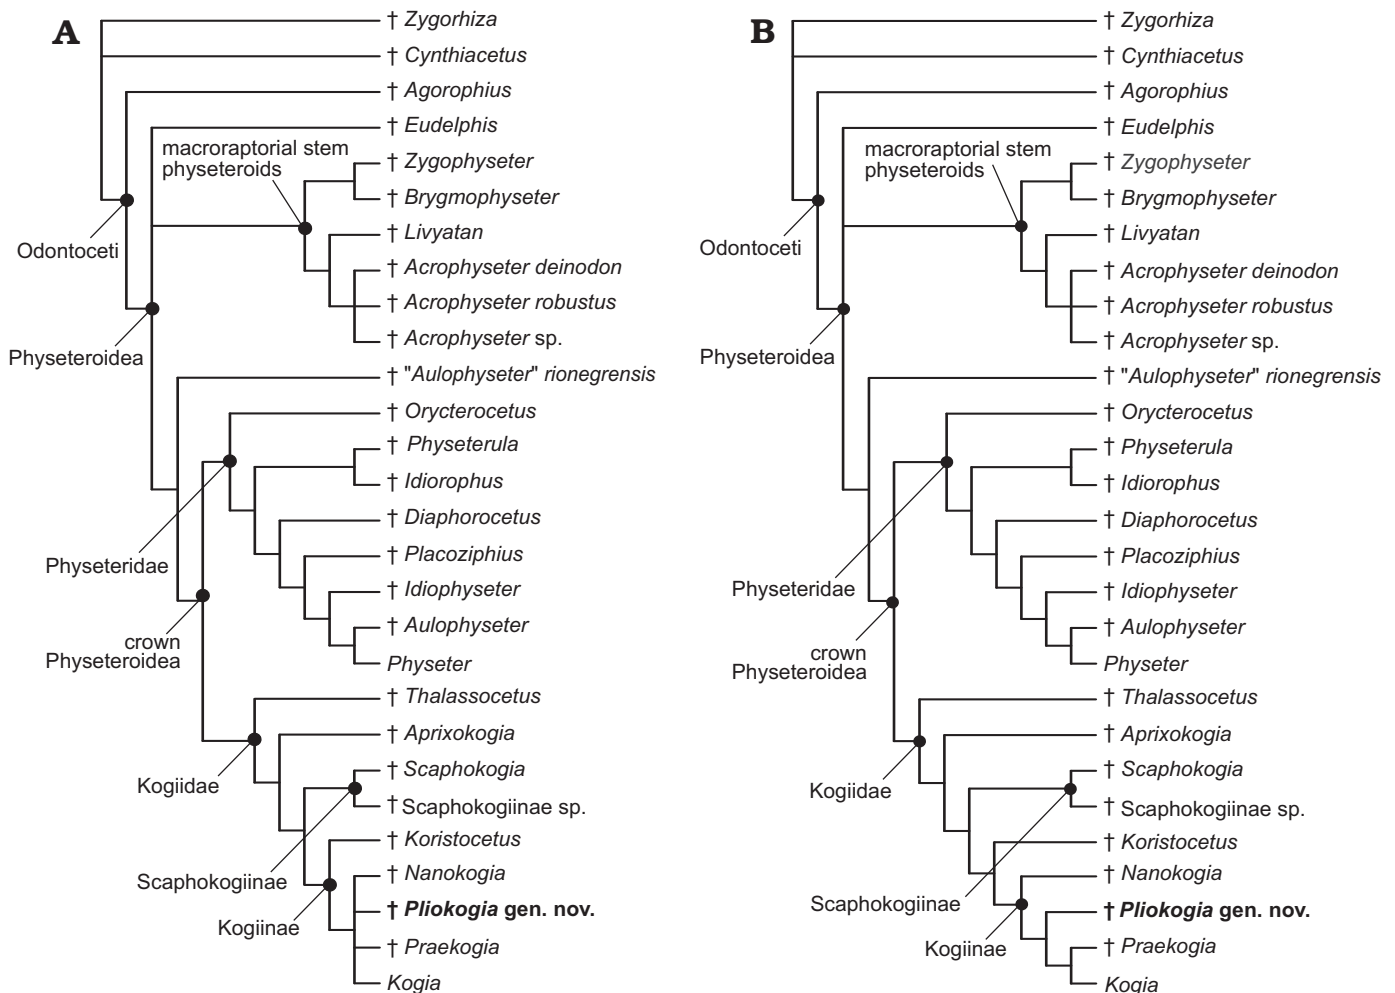 A
† Zygorhiza
† Cynthiacetus
† Agorophius
† Eudelphis
macroraptorial stem
physeteroids
† Zygophyseter
† Brygmophyseter
† Livyatan
† Acrophyseter deinodon
† Acrophyseter robustus
† Acrophyseter sp.
† "Aulophyseter" rionegrensis
† Orycterocetus
† Physeterula
† Idiorophus
† Diaphorocetus
† Placoziphius
† Idiophyseter
† Aulophyseter
Physeter
† Thalassocetus
† Aprixokogia
† Scaphokogia
† Scaphokogiinae sp.
† Koristocetus
† Nanokogia
† Pliokogia gen. nov.
† Praekogia
Kogia
Odontoceti
Physeteroidea
Physeteridae
crown
Physeteroidea
Kogiidae
Scaphokogiinae
Kogiinae
B
† Zygorhiza
† Cynthiacetus
† Agorophius
† Eudelphis
macroraptorial stem
physeteroids
† Zygophyseter
† Brygmophyseter
† Livyatan
† Acrophyseter deinodon
† Acrophyseter robustus
† Acrophyseter sp.
† "Aulophyseter" rionegrensis
† Orycterocetus
† Physeterula
† Idiorophus
† Diaphorocetus
† Placoziphius
† Idiophyseter
† Aulophyseter
Physeter
† Thalassocetus
† Aprixokogia
† Scaphokogia
† Scaphokogiinae sp.
† Koristocetus
† Nanokogia
† Pliokogia gen. nov.
† Praekogia
Kogia
Odontoceti
Physeteroidea
Physeteridae
crown
Physeteroidea
Kogiidae
Scaphokogiinae
Kogiinae